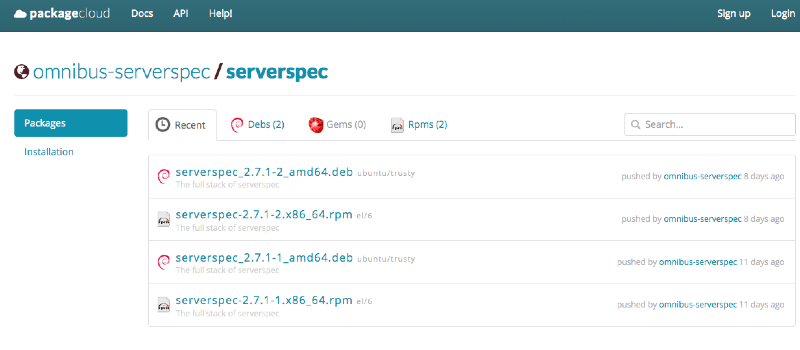 packagecloud Docs API Help! Sign up Login
omnibus-serverspec / serverspec
Packages
Installation
Recent Debs (2) Gems (0) Rpms (2) Search...
serverspec_2.7.1-2_amd64.deb ubuntu/trusty pushed by omnibus-serverspec 8 days ago
The full stack of serverspec
serverspec-2.7.1-2.x86_64.rpm el/6 pushed by omnibus-serverspec 8 days ago
The full stack of serverspec
serverspec_2.7.1-1_amd64.deb ubuntu/trusty pushed by omnibus-serverspec 11 days ago
The full stack of serverspec
serverspec-2.7.1-1.x86_64.rpm el/6 pushed by omnibus-serverspec 11 days ago
The full stack of serverspec